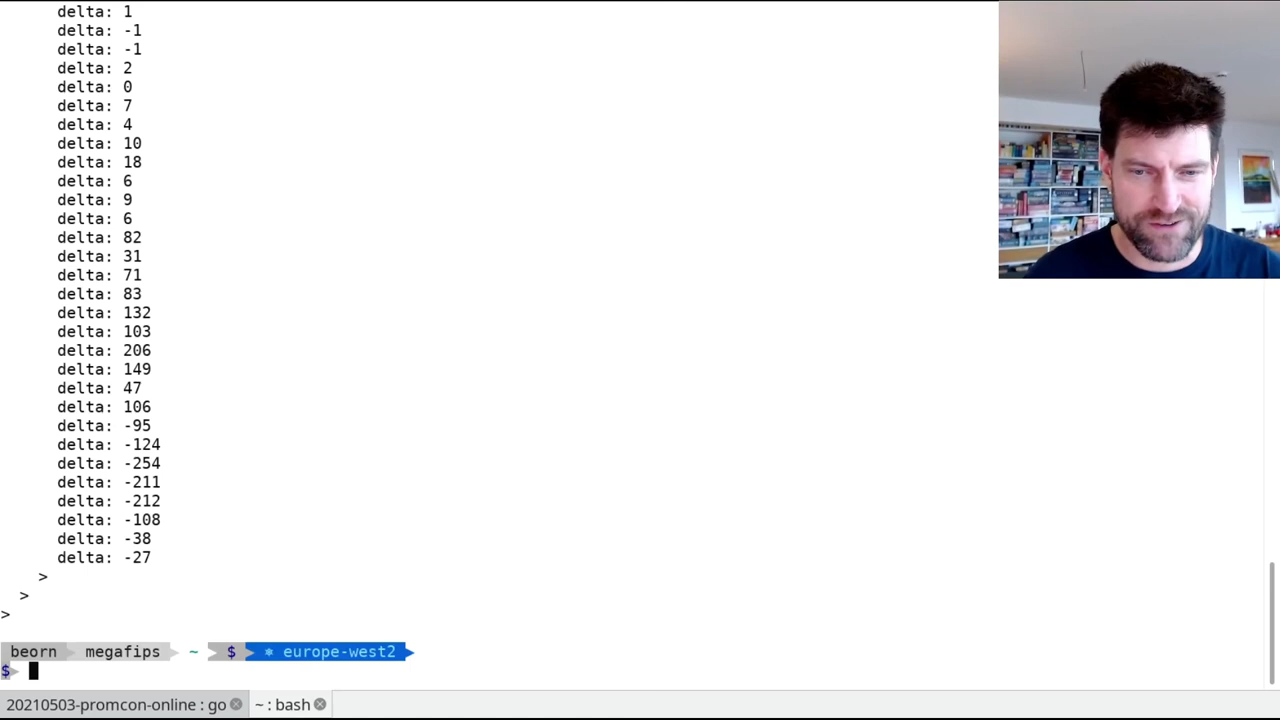 delta: 1
delta: -1
delta: -1
delta: 2
delta: 0
delta: 7
delta: 4
delta: 10
delta: 18
delta: 6
delta: 9
delta: 6
delta: 82
delta: 31
delta: 71
delta: 83
delta: 132
delta: 103
delta: 206
delta: 149
delta: 47
delta: 106
delta: -95
delta: -124
delta: -254
delta: -211
delta: -212
delta: -108
delta: -38
delta: -27
>
>
>
beorn megafips ~ $ ⎈ europe-west2
$
20210503-promcon-online : go ~ : bash